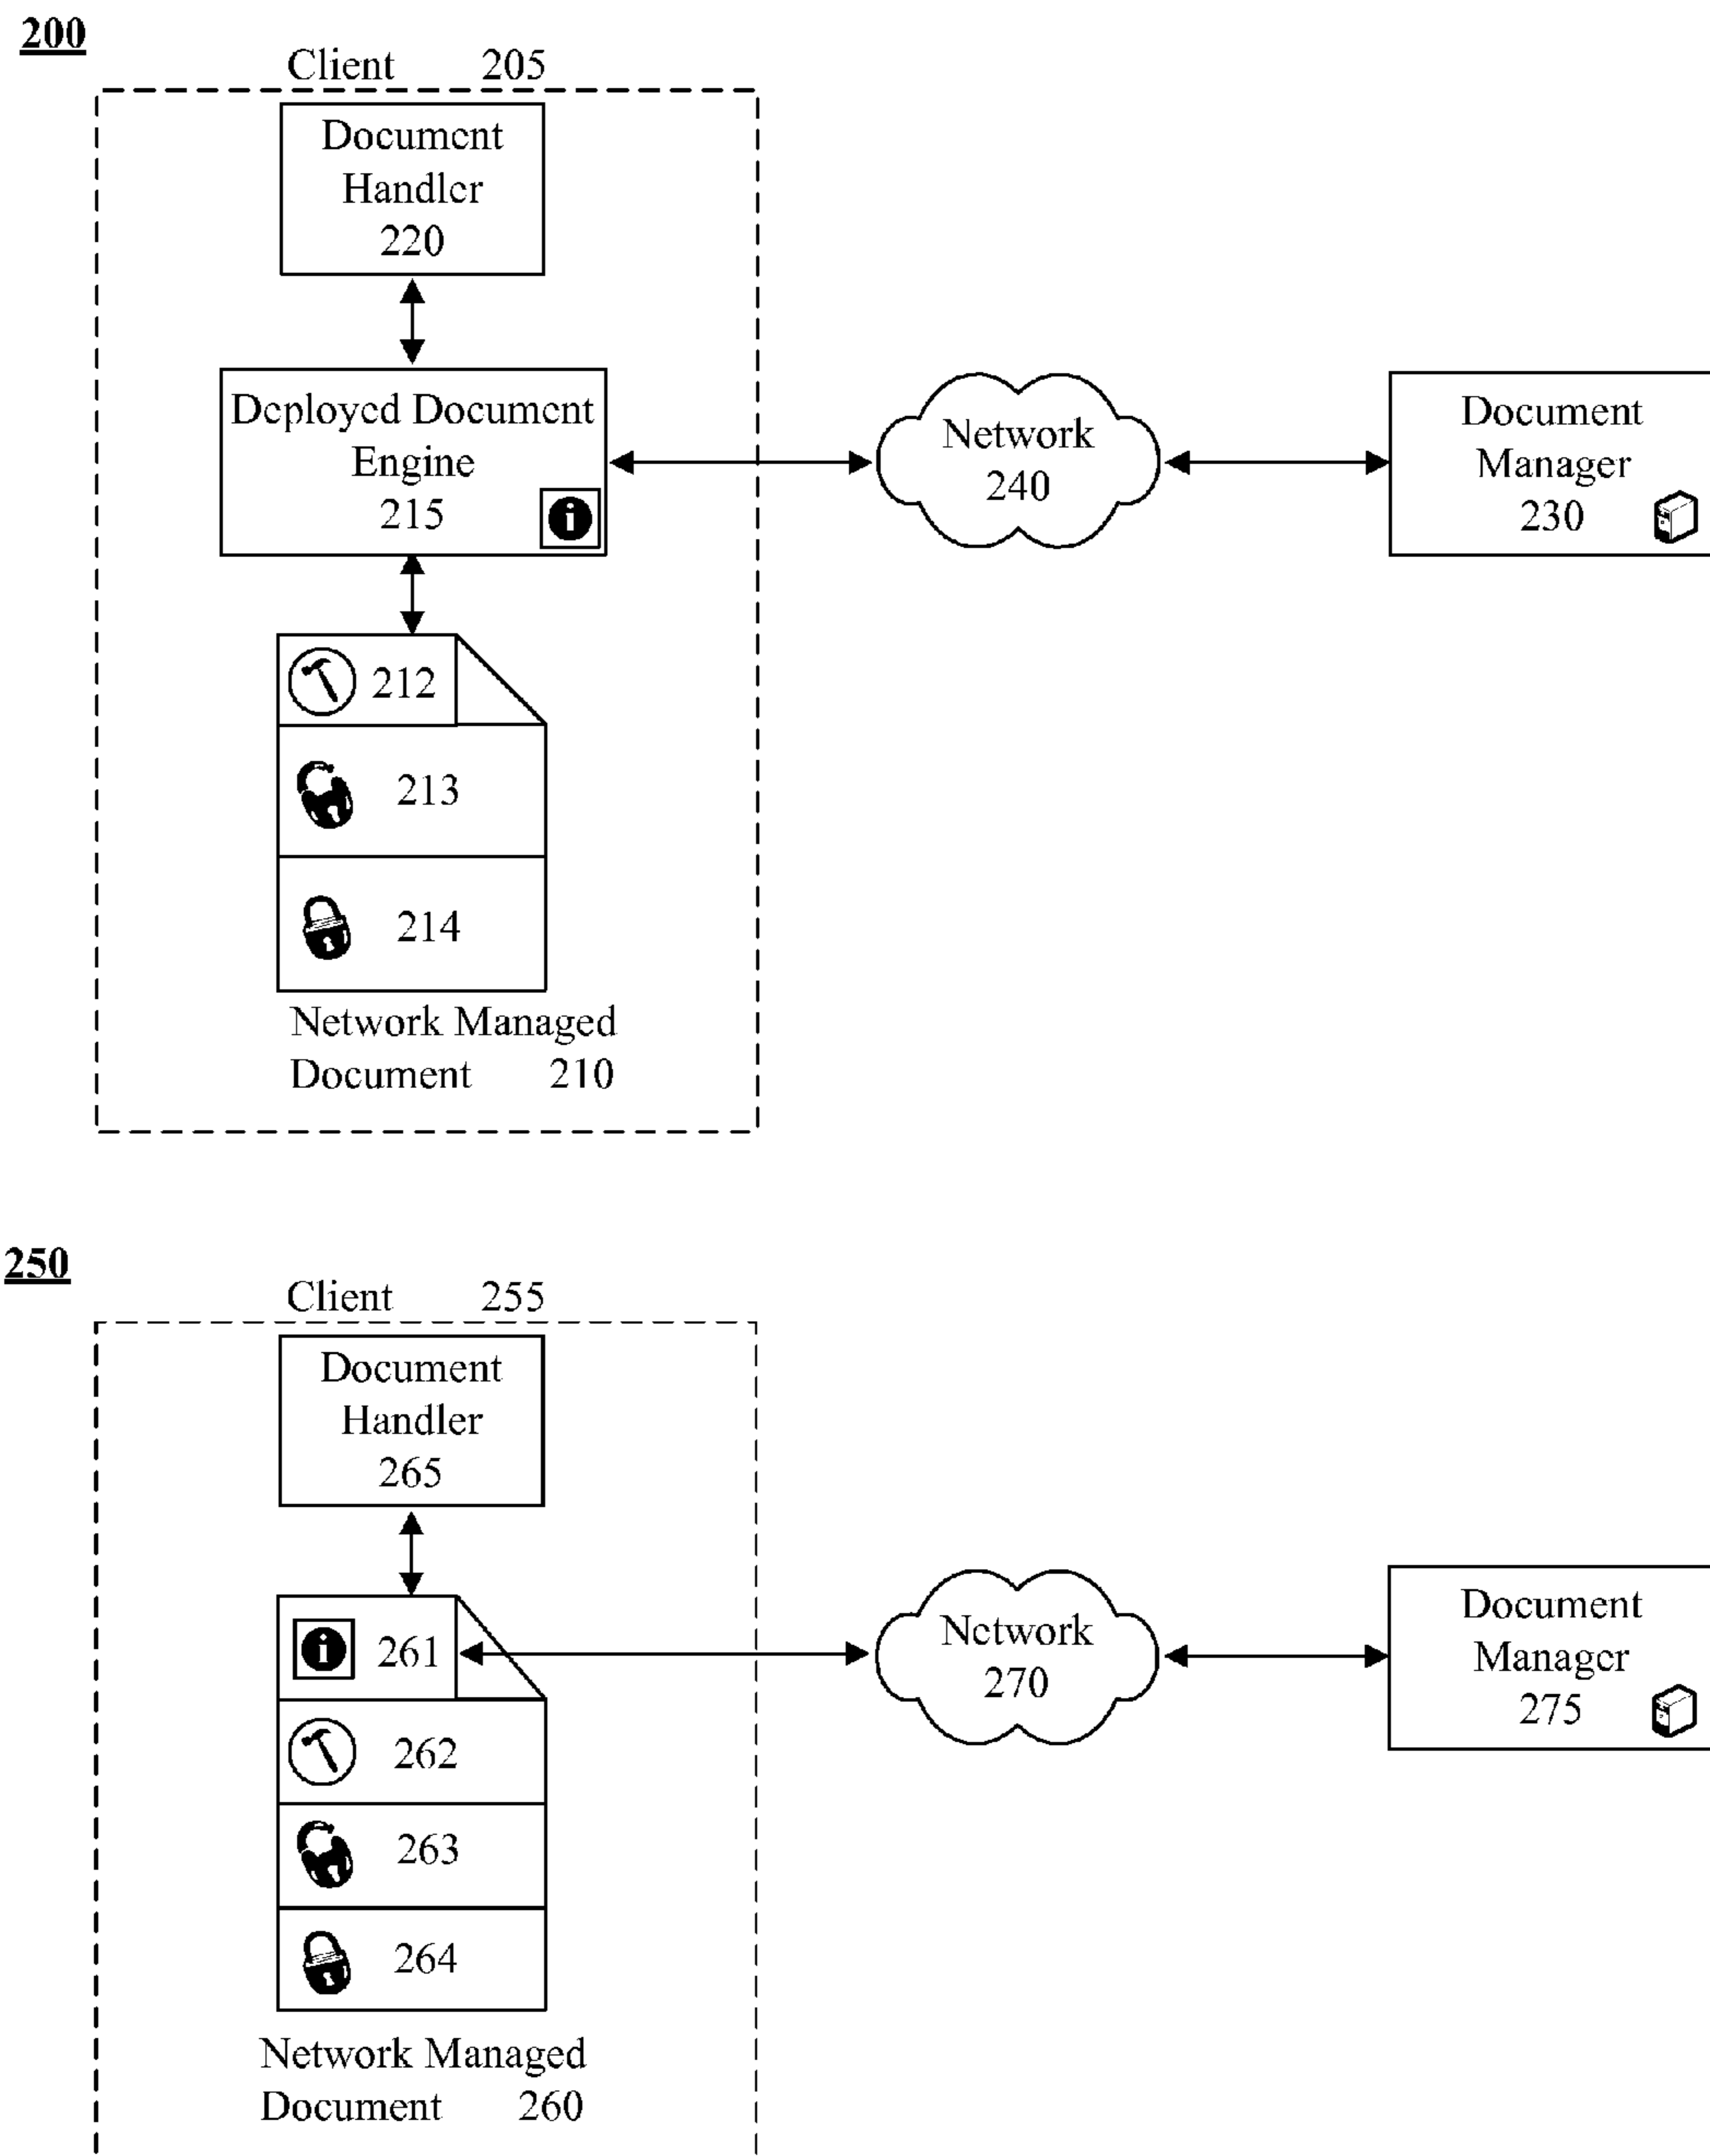 200
Client 205
Document
Handler
220
Deployed Document
Engine
215
i
Network
240
Document
Manager
230
212
213
214
Network Managed
Document 210
250
Client 255
Document
Handler
265
i
261
Network
270
Document
Manager
275
262
263
264
Network Managed
Document 260